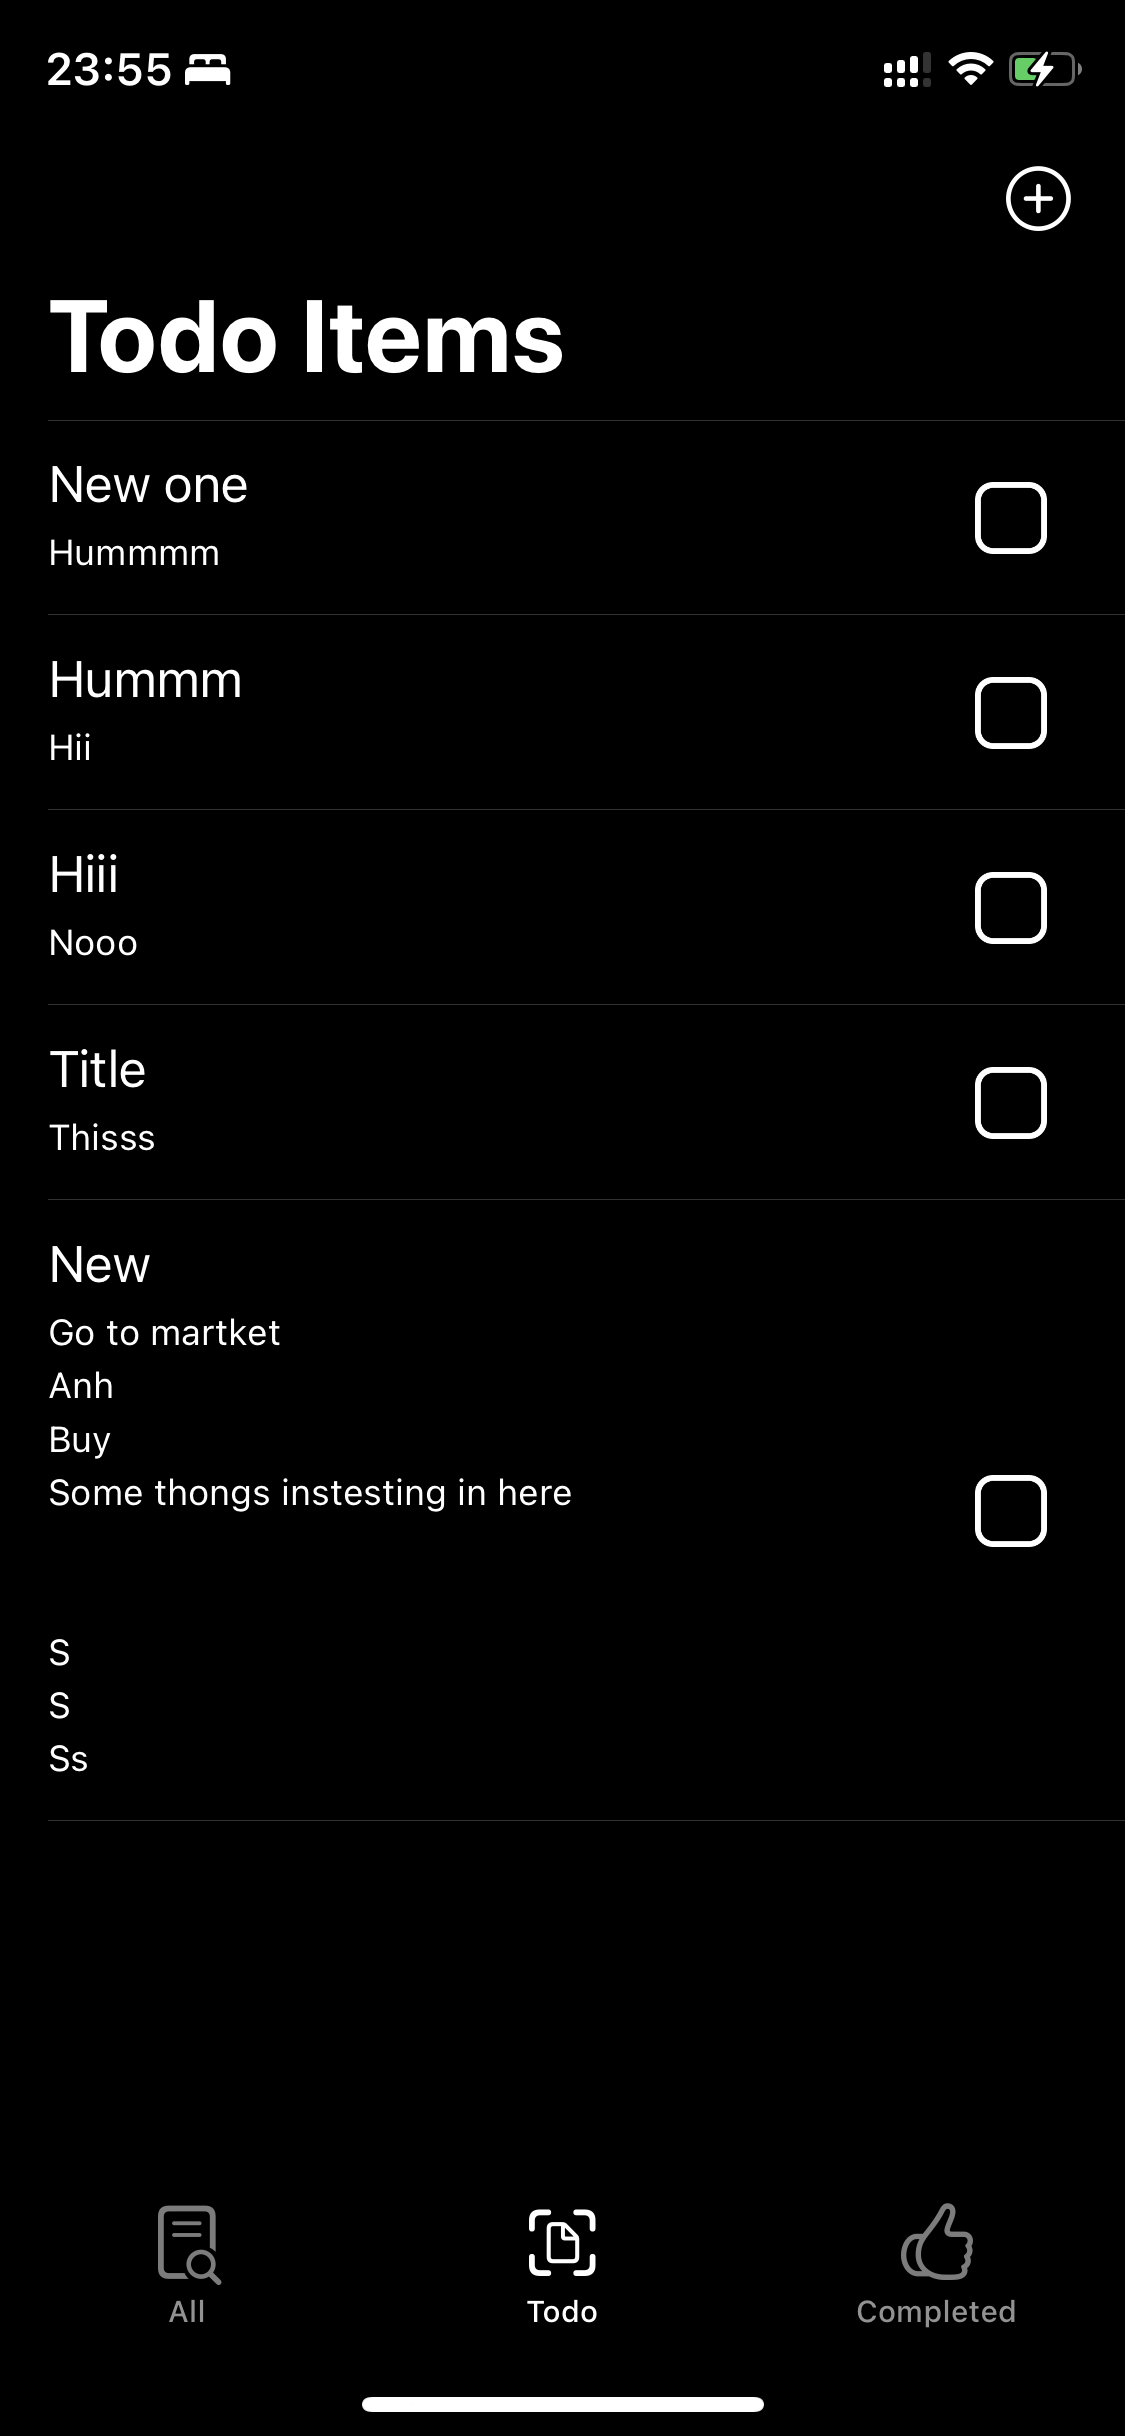 23:55
Todo Items
New one
Hummmm
Hummm
Hii
Hiii
Nooo
Title
Thisss
New
Go to martket
Anh
Buy
Some thongs instesting in here
S
S
Ss
All
Todo
Completed